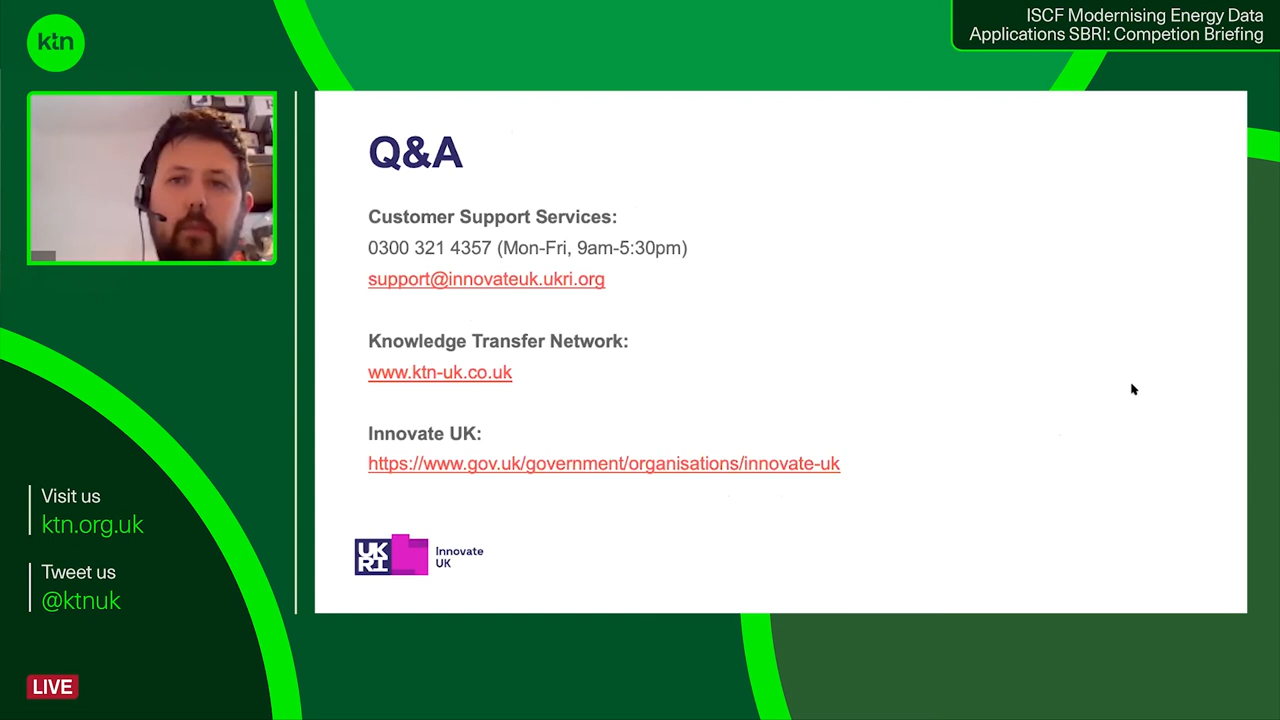 ktn
ISCF Modernising Energy Data
Applications SBRI: Competion Briefing
Q&A
Customer Support Services:
0300 321 4357 (Mon-Fri, 9am-5:30pm)
support@innovateuk.ukri.org
Knowledge Transfer Network:
www.ktn-uk.co.uk
Innovate UK:
https://www.gov.uk/government/organisations/innovate-uk
UK
RI
Innovate
UK
Visit us
ktn.org.uk
Tweet us
@ktnuk
LIVE